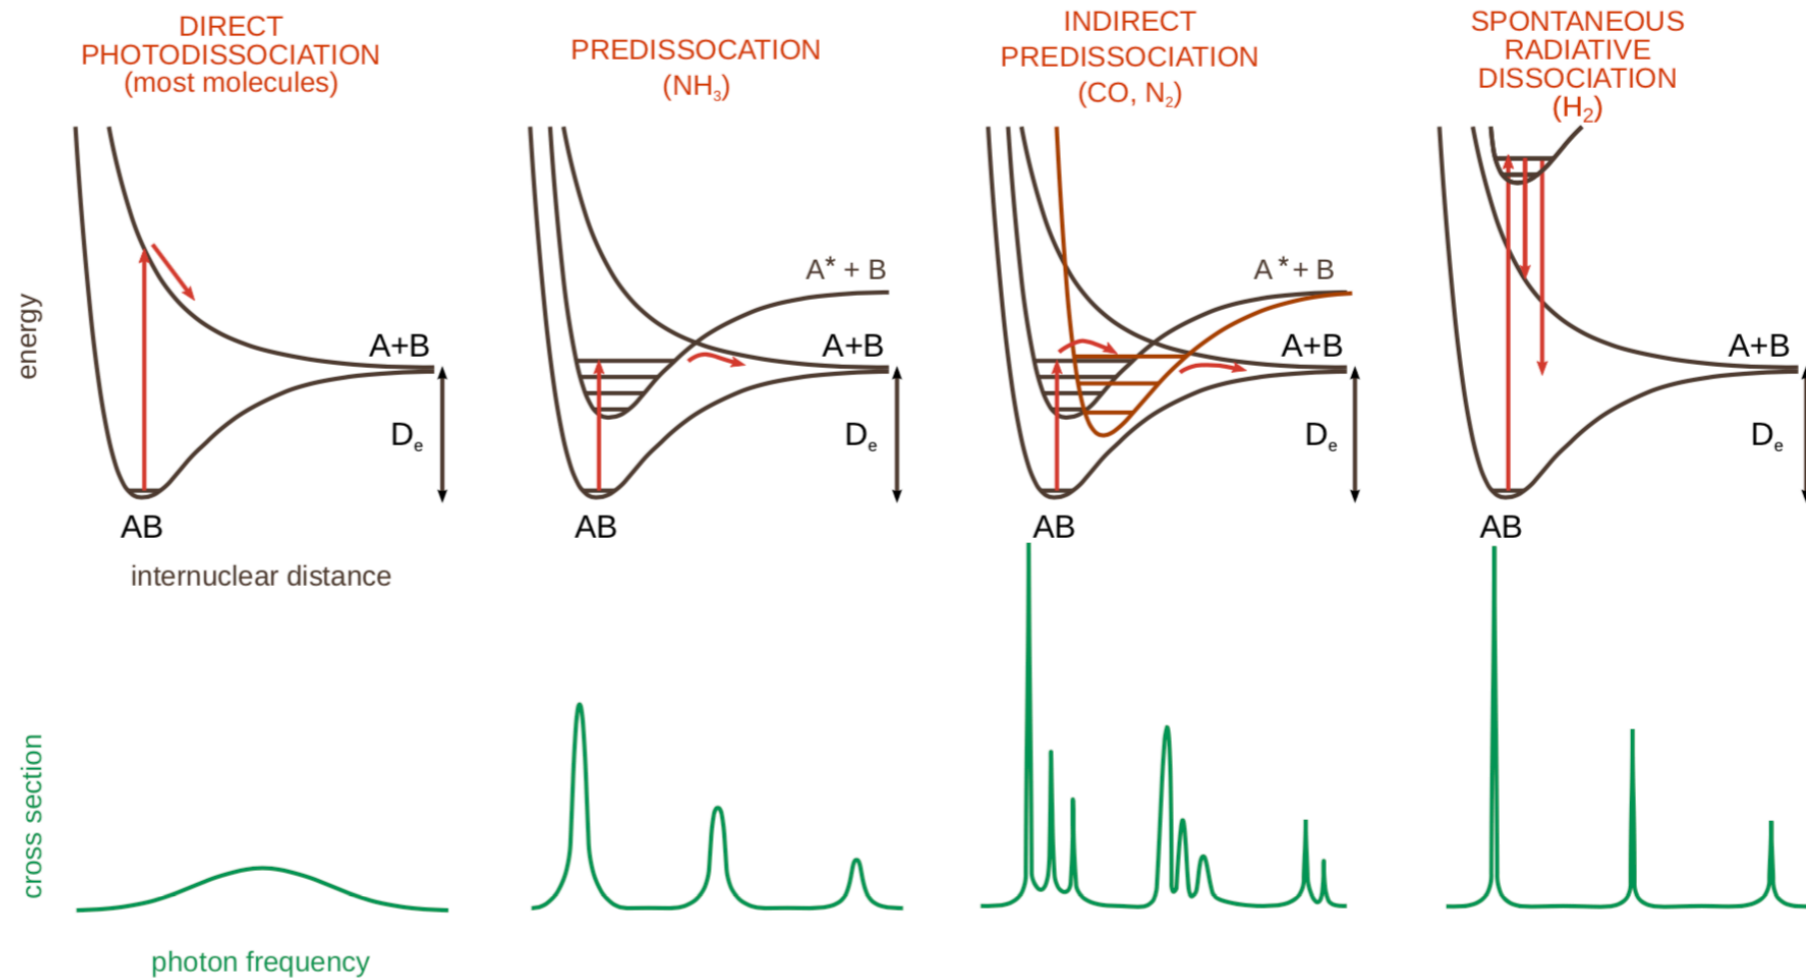 DIRECT
PHOTODISSOCIATION
(most molecules)
PREDISSOCATION
(NH₃)
INDIRECT
PREDISSOCIATION
(CO, N₂)
SPONTANEOUS
RADIATIVE
DISSOCIATION
(H₂)
energy
A+B
Dₑ
AB
internuclear distance
A* + B
A+B
Dₑ
AB
A* + B
A+B
Dₑ
AB
A+B
Dₑ
AB
cross section
photon frequency